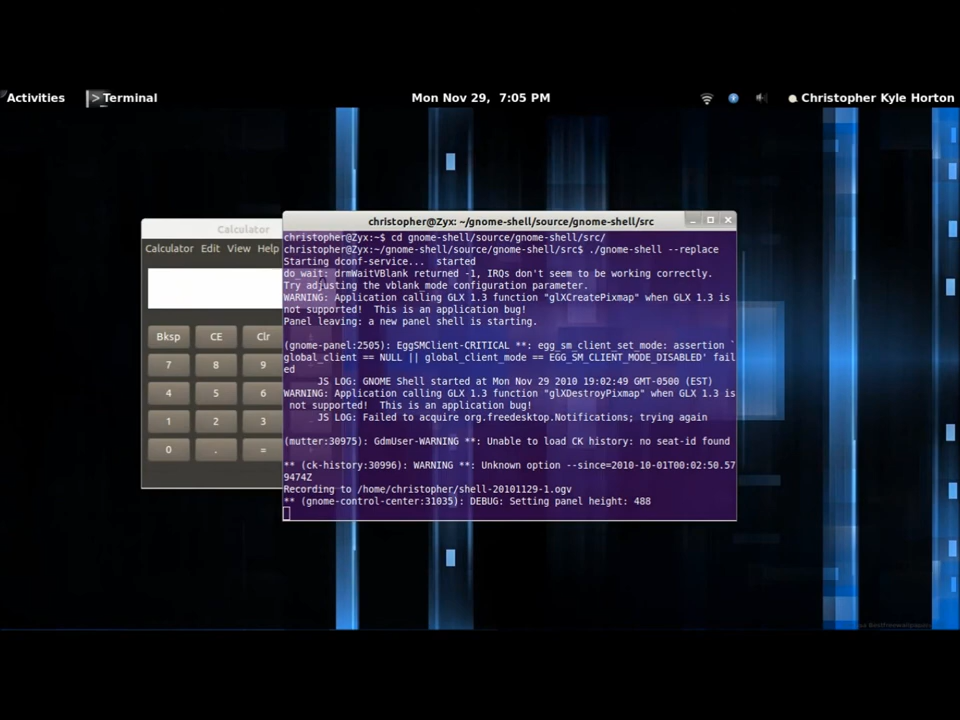 Activities
>Terminal
Mon Nov 29, 7:05 PM
Christopher Kyle Horton
Calculator
Calculator Edit View Help
Bksp CE Clr
7 8 9
4 5 6
1 2 3
0 . =
christopher@Zyx: ~/gnome-shell/source/gnome-shell/src
christopher@Zyx:~$ cd gnome-shell/source/gnome-shell/src/
christopher@Zyx:~/gnome-shell/source/gnome-shell/src$ ./gnome-shell --replace
Starting dconf-service... started
do_wait: drmWaitVBlank returned -1, IRQs don't seem to be working correctly.
Try adjusting the vblank_mode configuration parameter.
WARNING: Application calling GLX 1.3 function "glXCreatePixmap" when GLX 1.3 is
not supported!  This is an application bug!
Panel leaving: a new panel shell is starting.
(gnome-panel:2505): EggSMClient-CRITICAL **: egg_sm_client_set_mode: assertion `
global_client == NULL || global_client_mode == EGG_SM_CLIENT_MODE_DISABLED' fail
ed
JS LOG: GNOME Shell started at Mon Nov 29 2010 19:02:49 GMT-0500 (EST)
WARNING: Application calling GLX 1.3 function "glXDestroyPixmap" when GLX 1.3 is
not supported!  This is an application bug!
JS LOG: Failed to acquire org.freedesktop.Notifications; trying again
(mutter:30975): GdmUser-WARNING **: Unable to load CK history: no seat-id found
** (ck-history:30996): WARNING **: Unknown option --since=2010-10-01T00:02:50.57
9474Z
Recording to /home/christopher/shell-20101129-1.ogv
** (gnome-control-center:31035): DEBUG: Setting panel height: 488